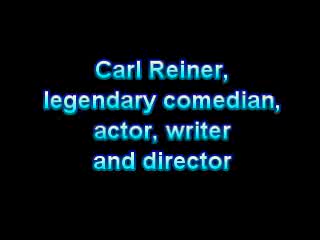 Carl Reiner,
legendary comedian,
actor, writer
and director